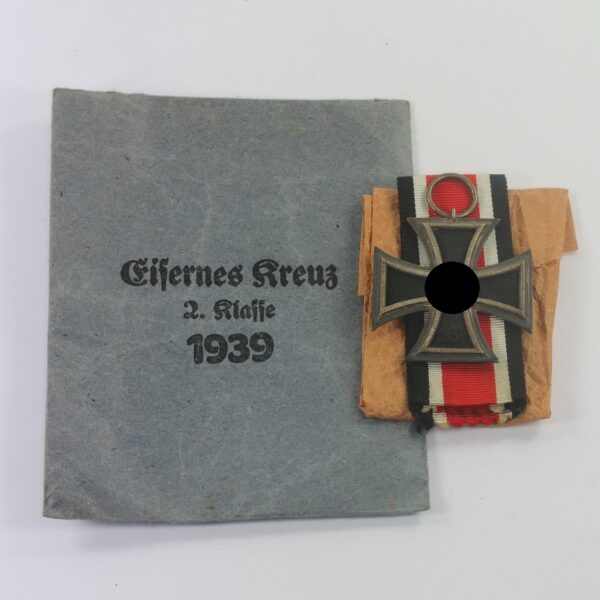 Eisernes Kreuz
2. Klasse
1939